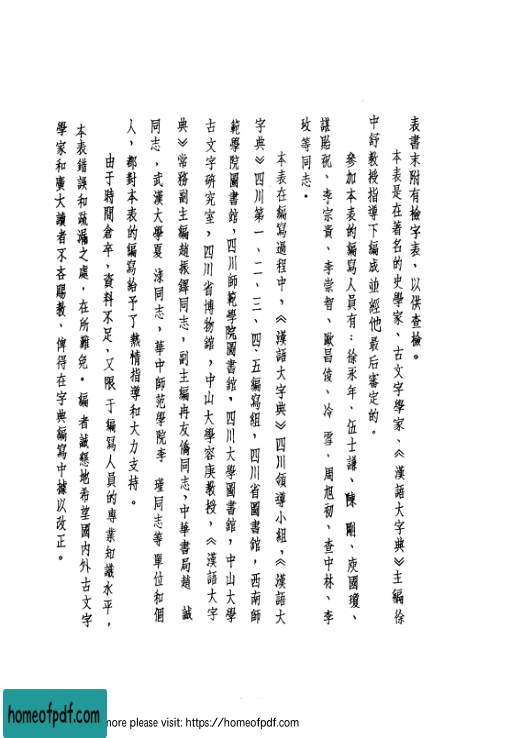 表書末附有檢字表，以供查檢。
本表是在著名的史學家、古文字學家、《漢語大字典》主編徐
中舒教授指導下編成並經他最后審定的。
參加本表的編寫人員有：徐永年、伍士謙、陳剛、庾國瓊、
諶貽祝、李宗貴、李崇智、歐昌俊、冷雪、周旭初、查中林、李
玫等同志。
本表在編寫過程中，《漢語大字典》四川領導小組，《漢語大
字典》四川第一、二、三、四、五編寫組，四川省圖書館，西南師
範學院圖書館，四川師範學院圖書館，四川大學圖書館，中山大學
古文字研究室，四川省博物館，中山大學容庚教授，《漢語大字
典》常務副主編趙振鐸同志，副主編冉友僑同志，中華書局趙誠
同志，武漢大學夏淥同志，華中師範學院李瑾同志等單位和個
人，都對本表的編寫給予了熱情指導和大力支持。
由于時間倉卒，資料不足，又限于編寫人員的專業知識水平，
本表錯誤和疏漏之處，在所難免。編者誠懇地希望國內外古文字
學家和廣大讀者不吝賜教，俾得在字典編寫中據以改正。
homeofpdf.com
more please visit: https://homeofpdf.com